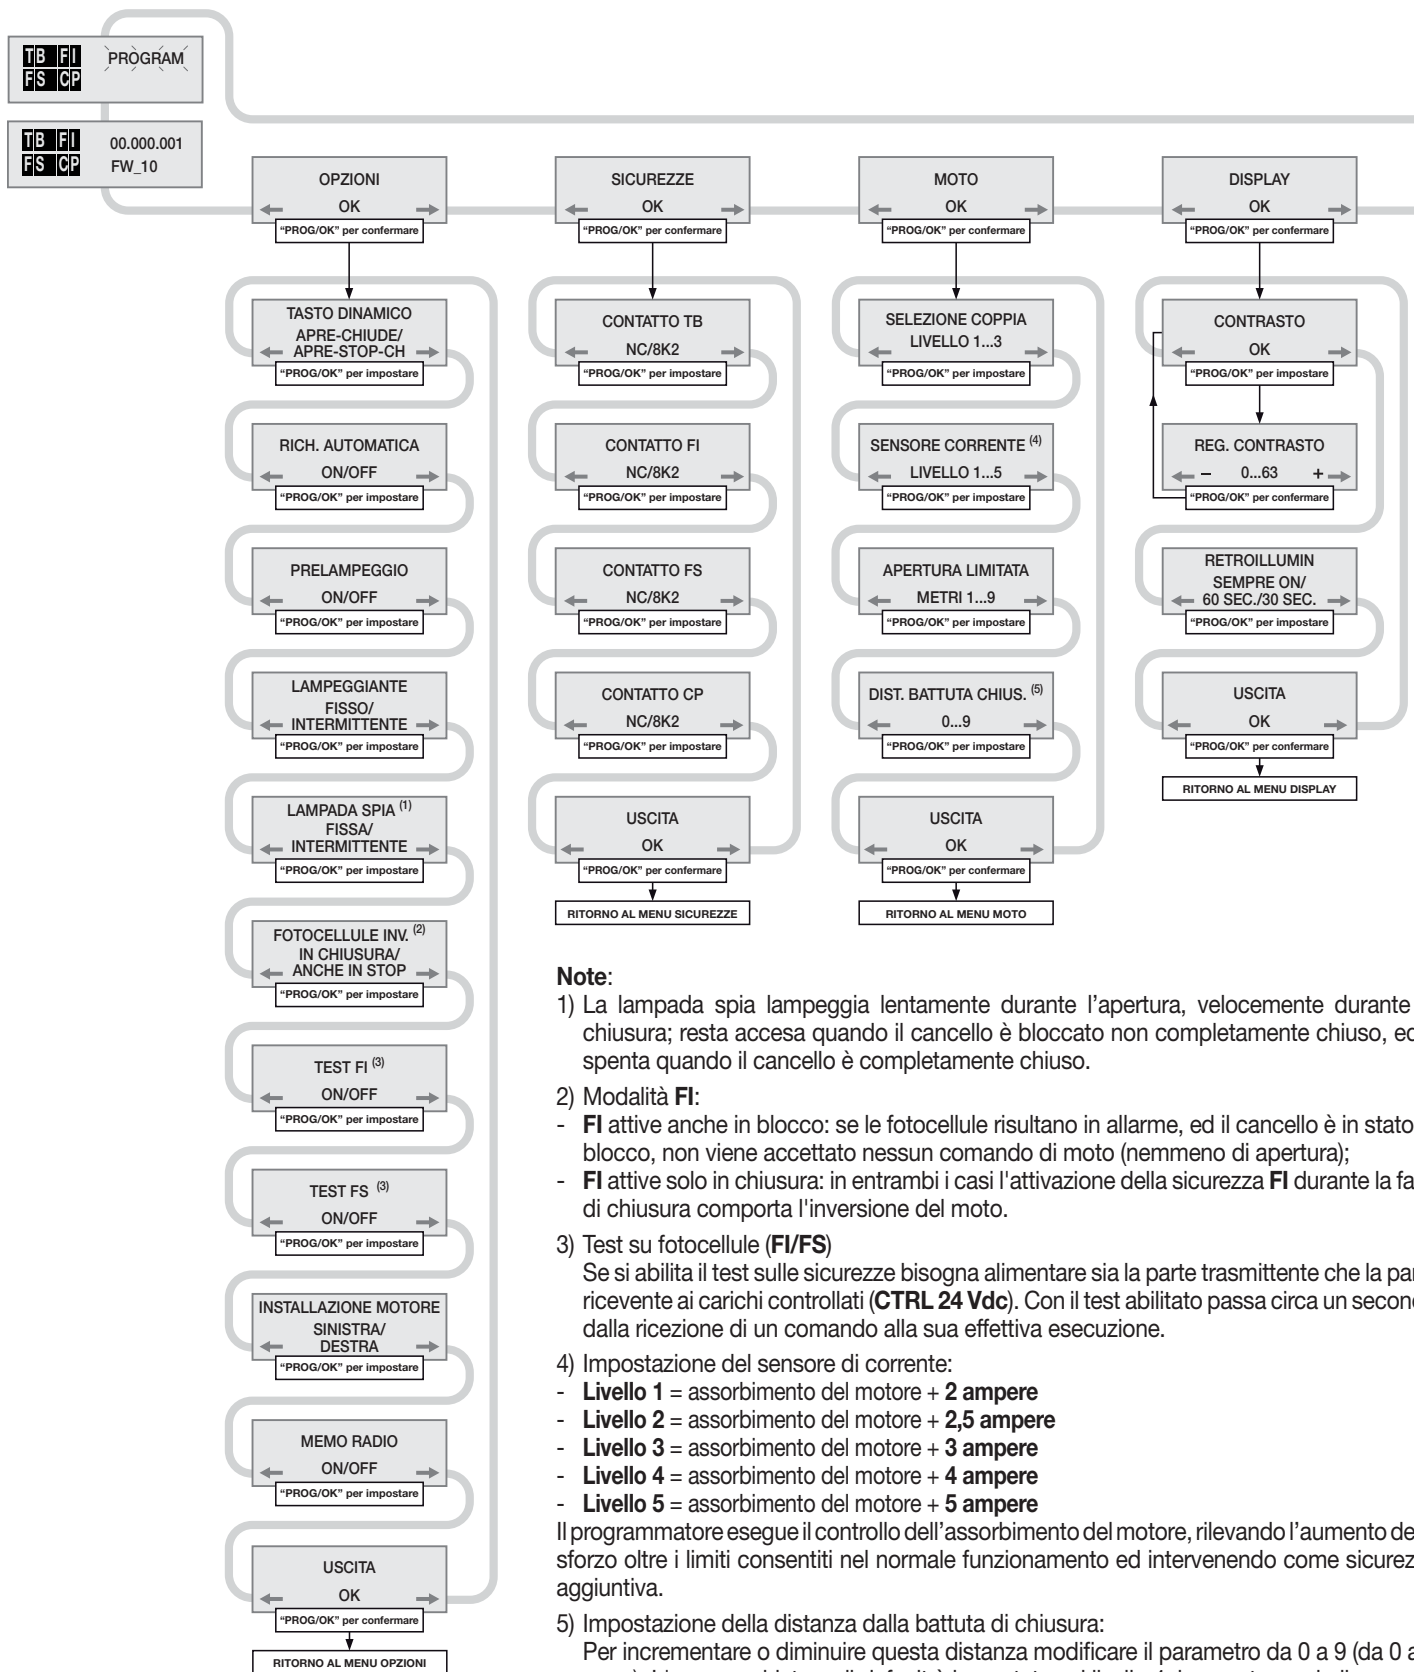 TB FI PROGRAM
FS CP
TB FI 00.000.001
FS CP FW_10
OPZIONI
OK
“PROG/OK” per confermare
TASTO DINAMICO
APRE-CHIUDE/
APRE-STOP-CH
“PROG/OK” per impostare
RICH. AUTOMATICA
ON/OFF
“PROG/OK” per impostare
PRELAMPEGGIO
ON/OFF
“PROG/OK” per impostare
LAMPEGGIANTE
FISSO/
INTERMITTENTE
“PROG/OK” per impostare
LAMPADA SPIA (1)
FISSA/
INTERMITTENTE
“PROG/OK” per impostare
FOTOCELLULE INV. (2)
IN CHIUSURA/
ANCHE IN STOP
“PROG/OK” per impostare
TEST FI (3)
ON/OFF
“PROG/OK” per impostare
TEST FS (3)
ON/OFF
“PROG/OK” per impostare
INSTALLAZIONE MOTORE
SINISTRA/
DESTRA
“PROG/OK” per impostare
MEMO RADIO
ON/OFF
“PROG/OK” per impostare
USCITA
OK
“PROG/OK” per confermare
RITORNO AL MENU OPZIONI
SICUREZZE
OK
“PROG/OK” per confermare
CONTATTO TB
NC/8K2
“PROG/OK” per impostare
CONTATTO FI
NC/8K2
“PROG/OK” per impostare
CONTATTO FS
NC/8K2
“PROG/OK” per impostare
CONTATTO CP
NC/8K2
“PROG/OK” per impostare
USCITA
OK
“PROG/OK” per confermare
RITORNO AL MENU SICUREZZE
MOTO
OK
“PROG/OK” per confermare
SELEZIONE COPPIA
LIVELLO 1...3
“PROG/OK” per impostare
SENSORE CORRENTE (4)
LIVELLO 1...5
“PROG/OK” per impostare
APERTURA LIMITATA
METRI 1...9
“PROG/OK” per impostare
DIST. BATTUTA CHIUS. (5)
0...9
“PROG/OK” per impostare
USCITA
OK
“PROG/OK” per confermare
RITORNO AL MENU MOTO
DISPLAY
OK
“PROG/OK” per confermare
CONTRASTO
OK
“PROG/OK” per impostare
REG. CONTRASTO
– 0...63 +
“PROG/OK” per confermare
RETROILLUMIN
SEMPRE ON/
60 SEC./30 SEC.
“PROG/OK” per impostare
USCITA
OK
“PROG/OK” per confermare
RITORNO AL MENU DISPLAY
Note:
1) La lampada spia lampeggia lentamente durante l’apertura, velocemente durante
chiusura; resta accesa quando il cancello è bloccato non completamente chiuso, ed
spenta quando il cancello è completamente chiuso.
2) Modalità FI:
- FI attive anche in blocco: se le fotocellule risultano in allarme, ed il cancello è in stato
blocco, non viene accettato nessun comando di moto (nemmeno di apertura);
- FI attive solo in chiusura: in entrambi i casi l'attivazione della sicurezza FI durante la fa
di chiusura comporta l'inversione del moto.
3) Test su fotocellule (FI/FS)
Se si abilita il test sulle sicurezze bisogna alimentare sia la parte trasmittente che la par
ricevente ai carichi controllati (CTRL 24 Vdc). Con il test abilitato passa circa un second
dalla ricezione di un comando alla sua effettiva esecuzione.
4) Impostazione del sensore di corrente:
- Livello 1 = assorbimento del motore + 2 ampere
- Livello 2 = assorbimento del motore + 2,5 ampere
- Livello 3 = assorbimento del motore + 3 ampere
- Livello 4 = assorbimento del motore + 4 ampere
- Livello 5 = assorbimento del motore + 5 ampere
Il programmatore esegue il controllo dell’assorbimento del motore, rilevando l’aumento de
sforzo oltre i limiti consentiti nel normale funzionamento ed intervenendo come sicurez
aggiuntiva.
5) Impostazione della distanza dalla battuta di chiusura:
Per incrementare o diminuire questa distanza modificare il parametro da 0 a 9 (da 0 a